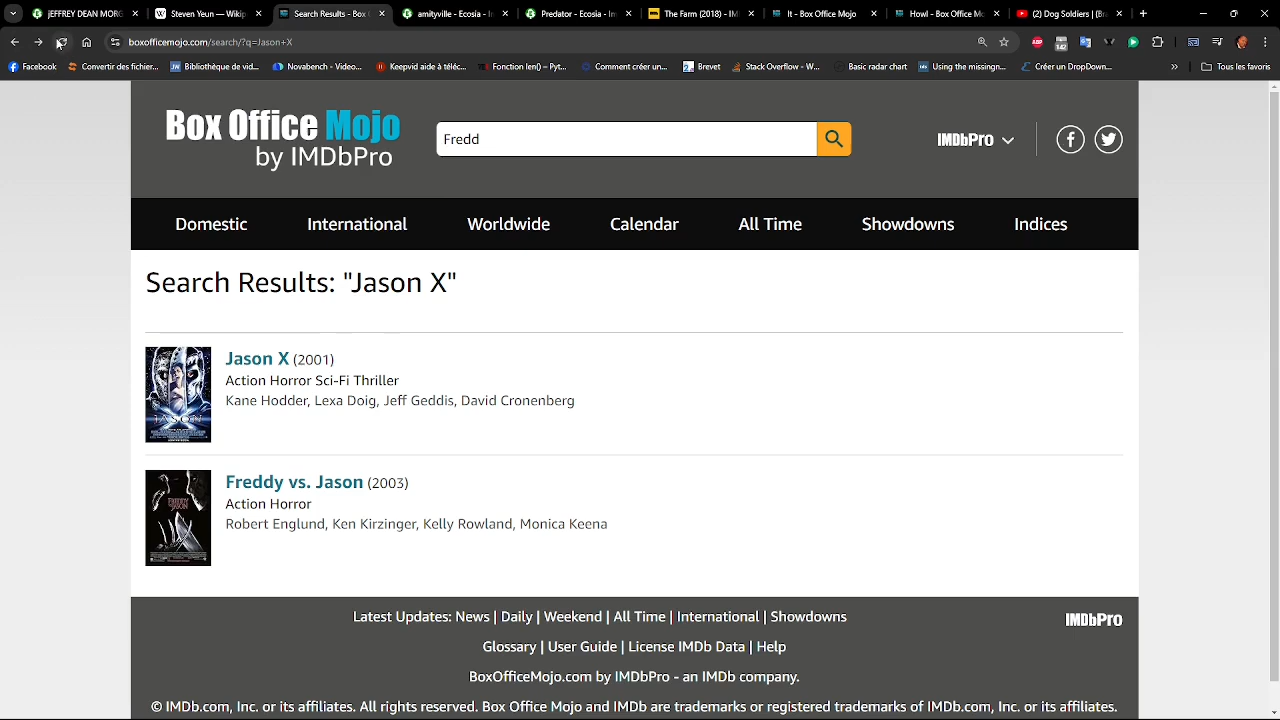 jEFFREY DEAN MORG
Steven Yeun — Wikip
Search Results - Box O
amityville - Ecosia - In
Predator - Ecosia - Im
The Farm (2018) - IM
It - Box Office Mojo
Howl - Box Office Mo
(2) Dog Soldiers | (Br
boxofficemojo.com/search/?q=Jason+X
142
Facebook
Convertir des fichier...
Bibliothèque de vid...
Novabench - Video...
Keepvid aide à téléc...
Fonction len() – Pyt...
Comment créer un...
Brevet
Stack Overflow - W...
Basic radar chart
Using the missingn...
Créer un DropDown...
Tous les favoris
Box Office Mojo
by IMDbPro
Fredd
IMDbPro
Domestic
International
Worldwide
Calendar
All Time
Showdowns
Indices
Search Results: "Jason X"
Jason X (2001)
Action Horror Sci-Fi Thriller
Kane Hodder, Lexa Doig, Jeff Geddis, David Cronenberg
Freddy vs. Jason (2003)
Action Horror
Robert Englund, Ken Kirzinger, Kelly Rowland, Monica Keena
Latest Updates: News | Daily | Weekend | All Time | International | Showdowns
IMDbPro
Glossary | User Guide | License IMDb Data | Help
BoxOfficeMojo.com by IMDbPro - an IMDb company.
© IMDb.com, Inc. or its affiliates. All rights reserved. Box Office Mojo and IMDb are trademarks or registered trademarks of IMDb.com, Inc. or its affiliates.